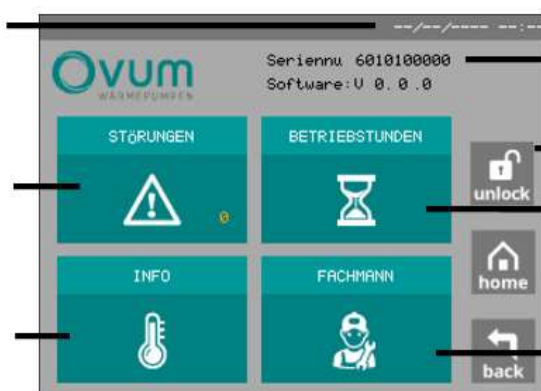 --/--/---- --:-
Ovum
WÄRMEPUMPEN
Seriennu 6010100000
Software:V 0.0.0
STöRUNGEN
BETRIEBSTUNDEN
0
unlock
INFO
FACHMANN
home
back